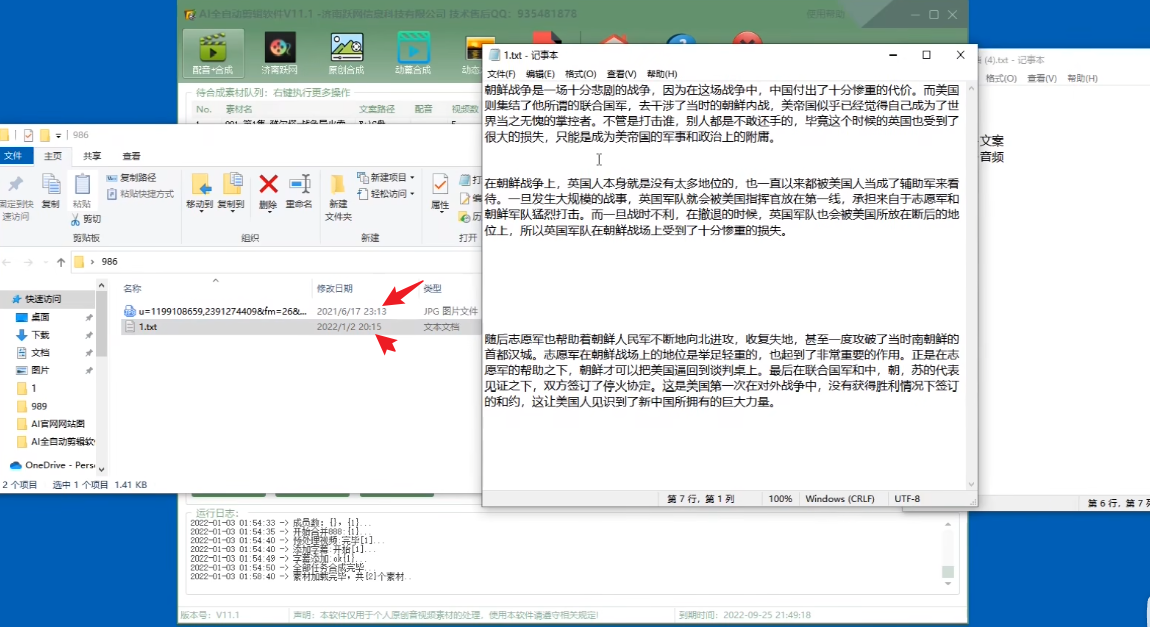 AI全自动剪辑软件V11.1 -济南跃网信息科技有限公司 技术售后QQ: 935481878
使用帮助
配音+合成
济南跃网
原创合成
动画合成
待合成素材队列: 右键执行更多操作
No. 素材名 文案路径 配音 视频数
986
文件 主页 共享 查看
复制
粘贴
复制路径
粘贴快捷方式
剪切
剪贴板
移动到 复制到 删除 重命名
组织
新建
文件夹
新建项目
轻松访问
新建
属性
打开
986
名称 修改日期 类型
u=1199108659,2391274409&fm=26&... 2021/6/17 23:13 JPG 图片文件
1.txt 2022/1/2 20:15 文本文档
快速访问
桌面
下载
文档
图片
1
989
AI官网网站图
AI全自动剪辑软
OneDrive - Pers
2 个项目 选中 1 个项目 1.41 KB
1.txt - 记事本
文件(F) 编辑(E) 格式(O) 查看(V) 帮助(H)
朝鲜战争是一场十分悲剧的战争，因为在这场战争中，中国付出了十分惨重的代价。而美国
则集结了他所谓的联合国军，去干涉了当时的朝鲜内战，美帝国似乎已经觉得自己成为了世
界当之无愧的掌控者。不管是打击谁，别人都是不敢还手的，毕竟这个时候的英国也受到了
很大的损失，只能是成为美帝国的军事和政治上的附庸。
在朝鲜战争上，英国人本身就是没有太多地位的，也一直以来都被美国人当成了辅助军来看
待。一旦发生大规模的战事，英国军队就会被美国指挥官放在第一线，承担来自于志愿军和
朝鲜军队猛烈打击。而一旦战时不利，在撤退的时候，英国军队也会被美国所放在断后的地
位上，所以英国军队在朝鲜战场上受到了十分惨重的损失。
随后志愿军也帮助着朝鲜人民军不断地向北进攻，收复失地，甚至一度攻破了当时南朝鲜的
首都汉城。志愿军在朝鲜战场上的地位是举足轻重的，也起到了非常重要的作用。正是在志
愿军的帮助之下，朝鲜才可以把美国逼回到谈判桌上。最后在联合国军和中，朝，苏的代表
见证之下，双方签订了停火协定。这是美国第一次在对外战争中，没有获得胜利情况下签订
的和约，这让美国人见识到了新中国所拥有的巨大力量。
第 7 行，第 1 列 100% Windows (CRLF) UTF-8
(4).txt - 记事本
格式(O) 查看(V) 帮助(H)
文案
音频
第 6 行，第 7
运行日志:
2022-01-03 01:54:33 -> 成员数: {}, {1}...
2022-01-03 01:54:35 -> 开始合并888:{1}...
2022-01-03 01:54:40 -> 预处理视频:完毕[1]...
2022-01-03 01:54:40 -> 添加字幕:开始[1]...
2022-01-03 01:54:49 -> 字幕添加:ok{1}...
2022-01-03 01:54:50 -> 全部任务合成完毕...
2022-01-03 01:58:40 -> 素材加载完毕，共{2}个素材..
版本号: V11.1
声明: 本软件仅用于个人原创音视频素材的处理，使用本软件请遵守相关规定!
到期时间: 2022-09-25 21:49:18